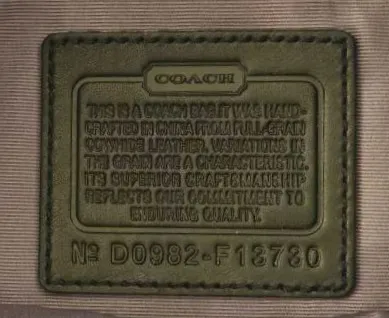 COACH
THIS IS A COACH BAG. IT WAS HAND-
CRAFTED IN CHINA FROM FULL-GRAIN
COWHIDE LEATHER. VARIATIONS IN
THE GRAIN ARE A CHARACTERISTIC.
ITS SUPERIOR CRAFTSMANSHIP
REFLECTS OUR COMMITMENT TO
ENDURING QUALITY.
Nº D0982-F13730